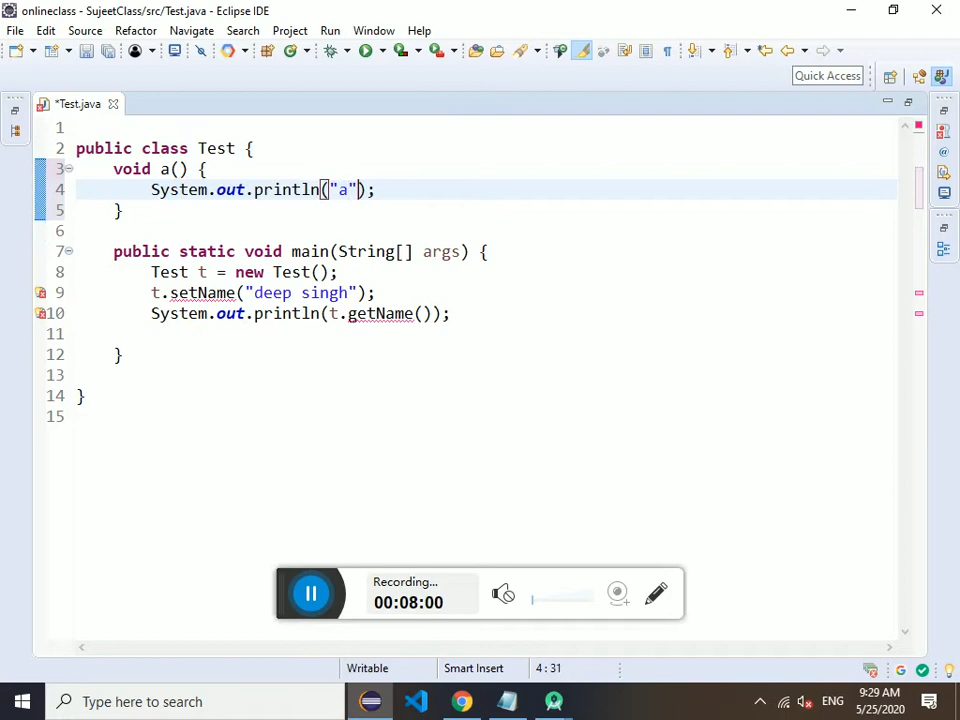 onlineclass - SujeetClass/src/Test.java - Eclipse IDE
File Edit Source Refactor Navigate Search Project Run Window Help
Quick Access
*Test.java
1
2 public class Test {
3 void a() {
4 System.out.println("a");
5 }
6
7 public static void main(String[] args) {
8 Test t = new Test();
9 t.setName("deep singh");
10 System.out.println(t.getName());
11
12 }
13
14 }
15
Recording...
00:08:00
Writable Smart Insert 4 : 31
Type here to search
ENG
9:29 AM
5/25/2020